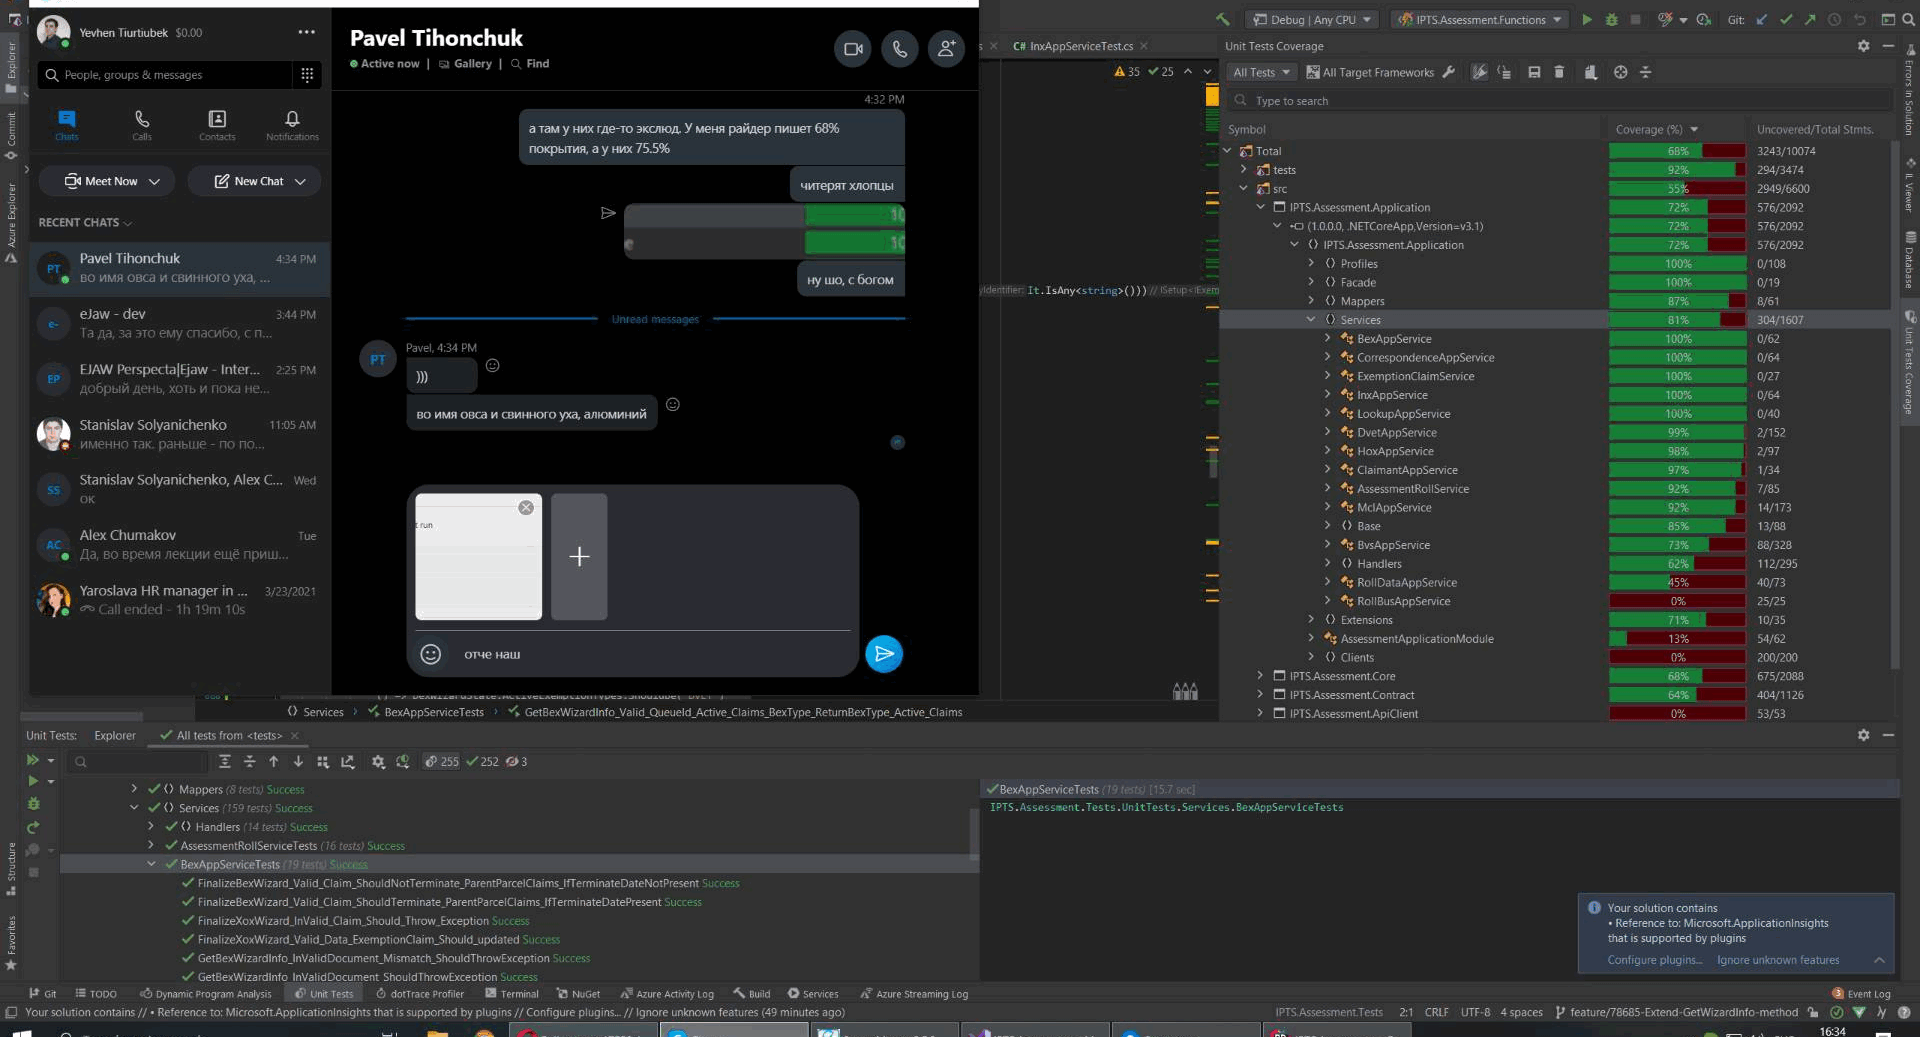 Yevhen Tiurtiubek $0.00
People, groups & messages
Chats
Calls
Contacts
Notifications
Meet Now
New Chat
RECENT CHATS
Pavel Tihonchuk 4:34 PM
во имя овса и свинного уха, ...
eJaw - dev 3:44 PM
Та да, за это ему спасибо, с п...
EJAW Perspecta|Ejaw - Inter... 2:25 PM
добрый день, хоть и пока не...
Stanislav Solyanichenko 11:05 AM
именно так. раньше - по по...
Stanislav Solyanichenko, Alex C... Wed
ок
Alex Chumakov Tue
Да, во время лекции ещё приш...
Yaroslava HR manager in ... 3/23/2021
Call ended - 1h 19m 10s
Pavel Tihonchuk
Active now | Gallery | Find
4:32 PM
а там у них где-то экслюд. У меня райдер пишет 68%
покрытия, а у них 75.5%
читерят хлопцы
ну шо, с богом
Unread messages
Pavel, 4:34 PM
PT
)))
во имя овса и свинного уха, алюминий
t run
отче наш
Debug | Any CPU
IPTS.Assessment.Functions
Git:
C# InxAppServiceTest.cs
35 25
It.IsAny<string>()))
Unit Tests Coverage
All Tests
All Target Frameworks
Type to search
Symbol Coverage (%) Uncovered/Total Stmts.
Total 68% 3243/10074
tests 92% 294/3474
src 55% 2949/6600
IPTS.Assessment.Application 72% 576/2092
(1.0.0.0, .NETCoreApp,Version=v3.1) 72% 576/2092
IPTS.Assessment.Application 72% 576/2092
Profiles 100% 0/108
Facade 100% 0/19
Mappers 87% 8/61
Services 81% 304/1607
BexAppService 100% 0/62
CorrespondenceAppService 100% 0/64
ExemptionClaimService 100% 0/27
InxAppService 100% 0/64
LookupAppService 100% 0/40
DvetAppService 99% 2/152
HoxAppService 98% 2/97
ClaimantAppService 97% 1/34
AssessmentRollService 92% 7/85
MclAppService 92% 14/173
Base 85% 13/88
BvsAppService 73% 88/328
Handlers 62% 112/295
RollDataAppService 45% 40/73
RollBusAppService 0% 25/25
Extensions 71% 10/35
AssessmentApplicationModule 13% 54/62
Clients 0% 200/200
IPTS.Assessment.Core 68% 675/2088
IPTS.Assessment.Contract 64% 404/1126
IPTS.Assessment.ApiClient 0% 53/53
Explorer
Commit
Azure Explorer
Structure
Favorites
Errors in Solution
IL Viewer
Database
Unit Tests Coverage
Services
BexAppServiceTests
GetBexWizardInfo_Valid_QueueId_Active_Claims_BexType_ReturnBexType_Active_Claims
Unit Tests: Explorer All tests from <tests>
255 252 3
Mappers (8 tests) Success
Services (159 tests) Success
Handlers (14 tests) Success
AssessmentRollServiceTests (16 tests) Success
BexAppServiceTests (19 tests) Success
FinalizeBexWizard_Valid_Claim_ShouldNotTerminate_ParentParcelClaims_IfTerminateDateNotPresent Success
FinalizeBexWizard_Valid_Claim_ShouldTerminate_ParentParcelClaims_IfTerminateDatePresent Success
FinalizeXoxWizard_InValid_Claim_Should_Throw_Exception Success
FinalizeXoxWizard_Valid_Data_ExemptionClaim_Should_updated Success
GetBexWizardInfo_InValidDocument_Mismatch_ShouldThrowException Success
GetBexWizardInfo_InValidDocument_ShouldThrowException Success
BexAppServiceTests (19 tests) [15.7 sec]
IPTS.Assessment.Tests.UnitTests.Services.BexAppServiceTests
Your solution contains
• Reference to: Microsoft.ApplicationInsights
that is supported by plugins
Configure plugins... Ignore unknown features
Git
TODO
Dynamic Program Analysis
Unit Tests
dotTrace Profiler
Terminal
NuGet
Azure Activity Log
Build
Services
Azure Streaming Log
3 Event Log
Your solution contains // • Reference to: Microsoft.ApplicationInsights that is supported by plugins // Configure plugins... // Ignore unknown features (49 minutes ago)
IPTS.Assessment.Tests 2:1 CRLF UTF-8 4 spaces feature/78685-Extend-GetWizardInfo-method
16:34